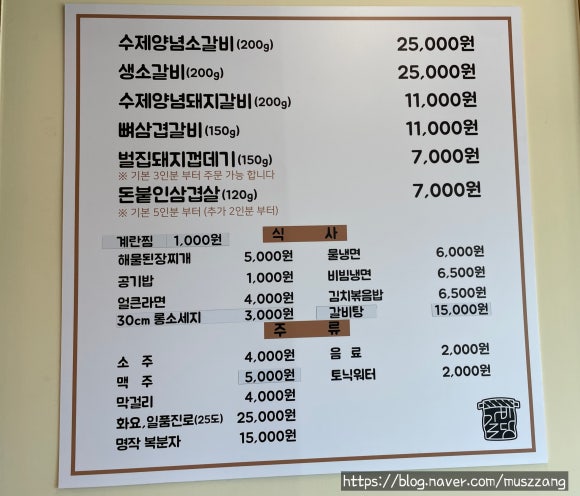 수제양념소갈비(200g) 25,000원
생소갈비(200g) 25,000원
수제양념돼지갈비(200g) 11,000원
뼈삼겹갈비(150g) 11,000원
벌집돼지껍데기(150g) 7,000원
※ 기본 3인분 부터 주문 가능 합니다
돈불인삼겹살(120g) 7,000원
※ 기본 5인분 부터 (추가 2인분 부터)
식 사
계란찜 1,000원
해물된장찌개 5,000원
공기밥 1,000원
얼큰라면 4,000원
30cm 롱소세지 3,000원
물냉면 6,000원
비빔냉면 6,500원
김치볶음밥 6,500원
갈비탕 15,000원
주 류
소 주 4,000원
맥 주 5,000원
막걸리 4,000원
화요,일품진로(25도) 25,000원
명작 복분자 15,000원
음 료 2,000원
토닉워터 2,000원
https://blog.naver.com/muszzang